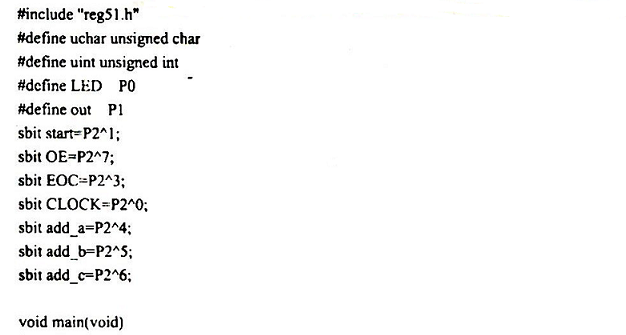 #include "reg51.h"
#define uchar unsigned char
#define uint unsigned int
#define LED P0
#define out P1
sbit start=P2^1;
sbit OE=P2^7;
sbit EOC=P2^3;
sbit CLOCK=P2^0;
sbit add_a=P2^4;
sbit add_b=P2^5;
sbit add_c=P2^6;
void main(void)